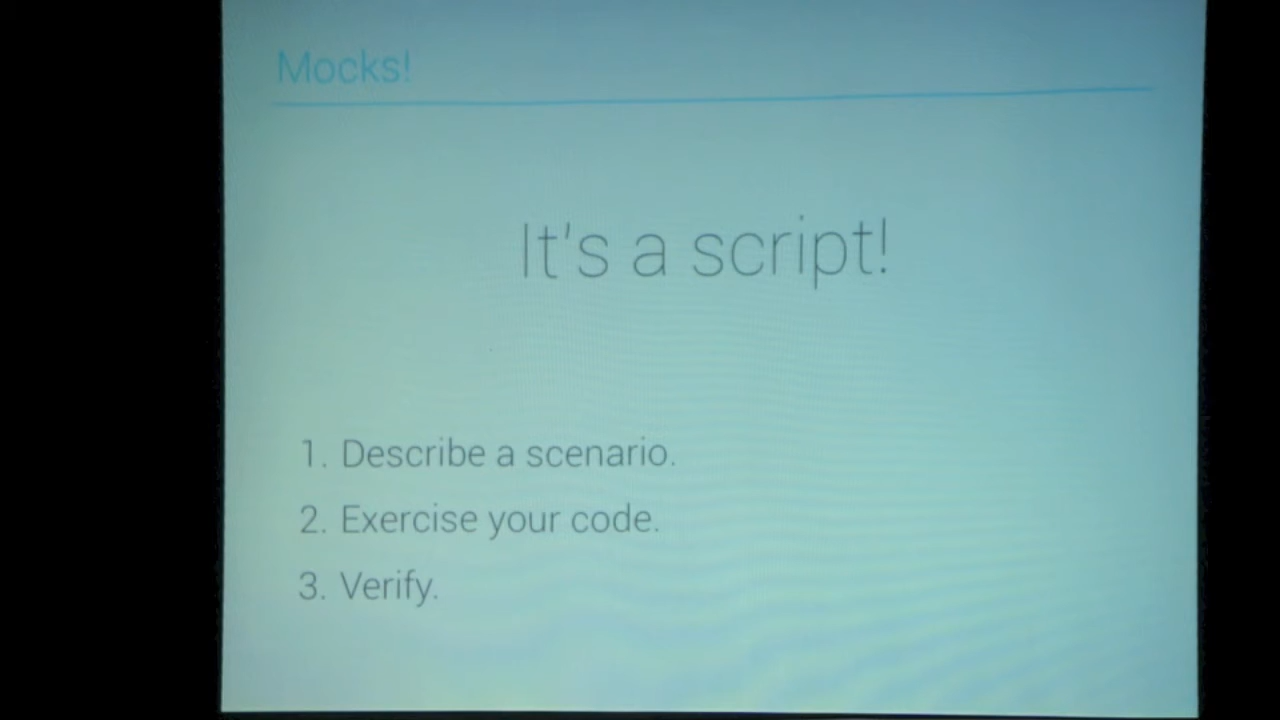 Mocks!
It's a script!
1. Describe a scenario.
2. Exercise your code.
3. Verify.